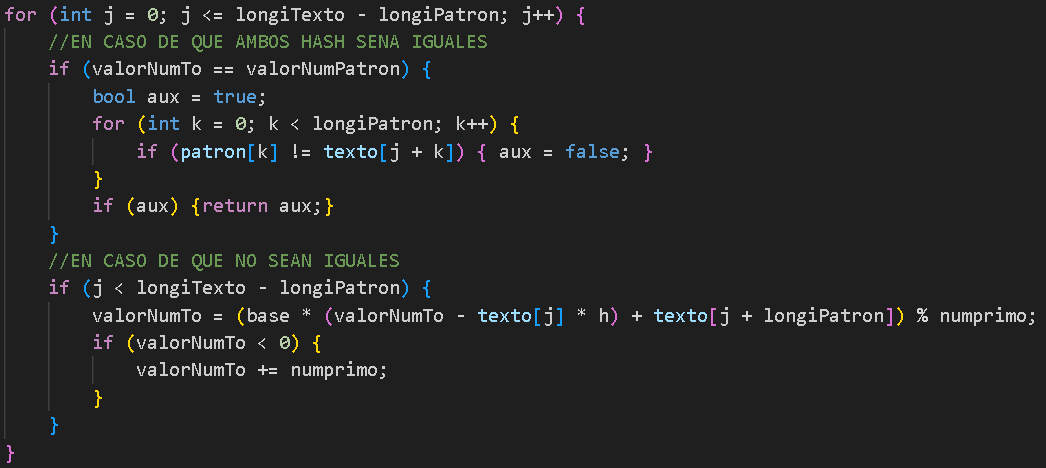 for (int j = 0; j <= longiTexto - longiPatron; j++) {
//EN CASO DE QUE AMBOS HASH SENA IGUALES
if (valorNumTo == valorNumPatron) {
bool aux = true;
for (int k = 0; k < longiPatron; k++) {
if (patron[k] != texto[j + k]) { aux = false; }
}
if (aux) {return aux;}
}
//EN CASO DE QUE NO SEAN IGUALES
if (j < longiTexto - longiPatron) {
valorNumTo = (base * (valorNumTo - texto[j] * h) + texto[j + longiPatron]) % numprimo;
if (valorNumTo < 0) {
valorNumTo += numprimo;
}
}
}